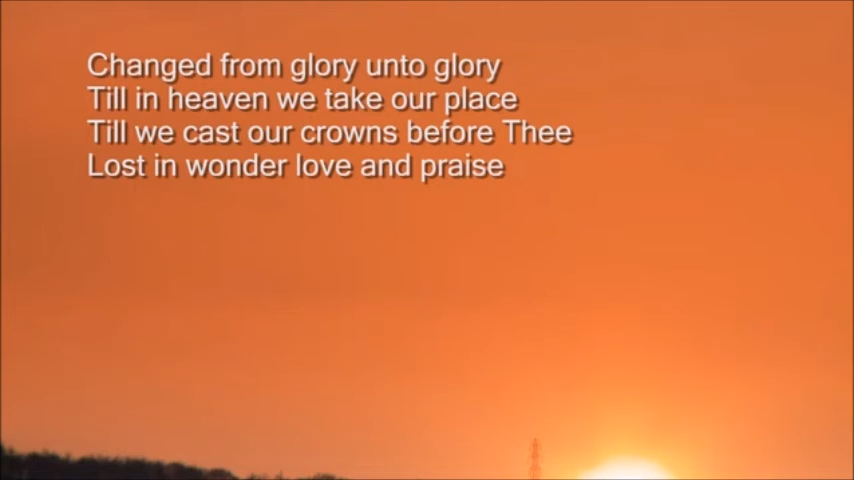 Changed from glory unto glory
Till in heaven we take our place
Till we cast our crowns before Thee
Lost in wonder love and praise